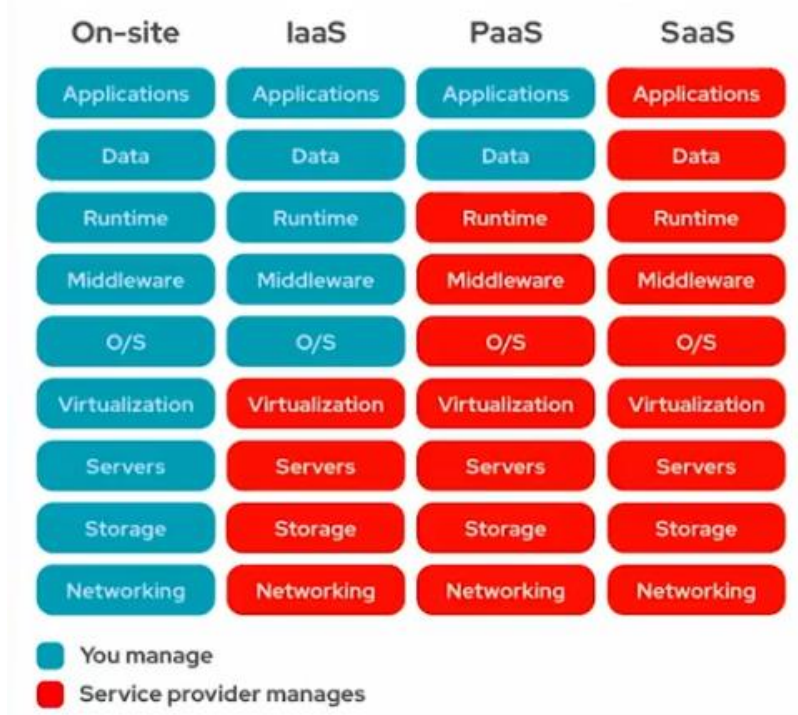 On-site IaaS PaaS SaaS
Applications Applications Applications Applications
Data Data Data Data
Runtime Runtime Runtime Runtime
Middleware Middleware Middleware Middleware
O/S O/S O/S O/S
Virtualization Virtualization Virtualization Virtualization
Servers Servers Servers Servers
Storage Storage Storage Storage
Networking Networking Networking Networking
You manage
Service provider manages